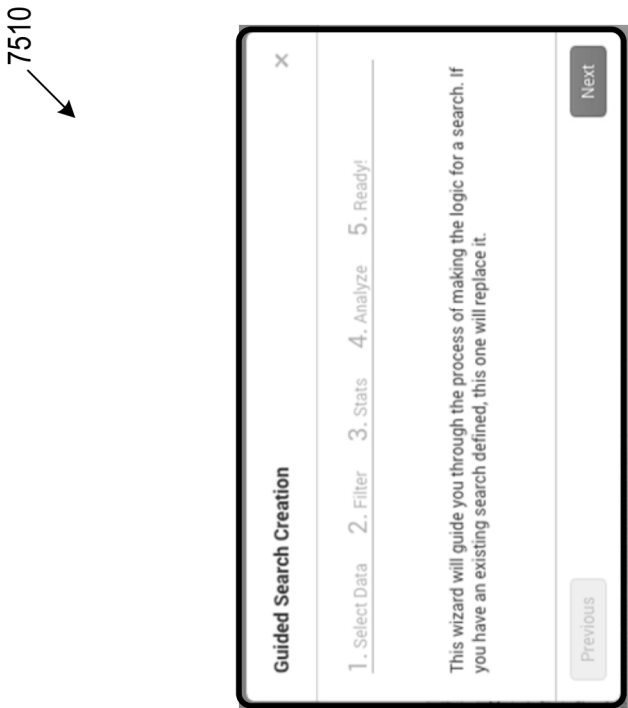 7510
Guided Search Creation ×
1. Select Data 2. Filter 3. Stats 4. Analyze 5. Ready!
This wizard will guide you through the process of making the logic for a search. If
you have an existing search defined, this one will replace it.
Previous Next